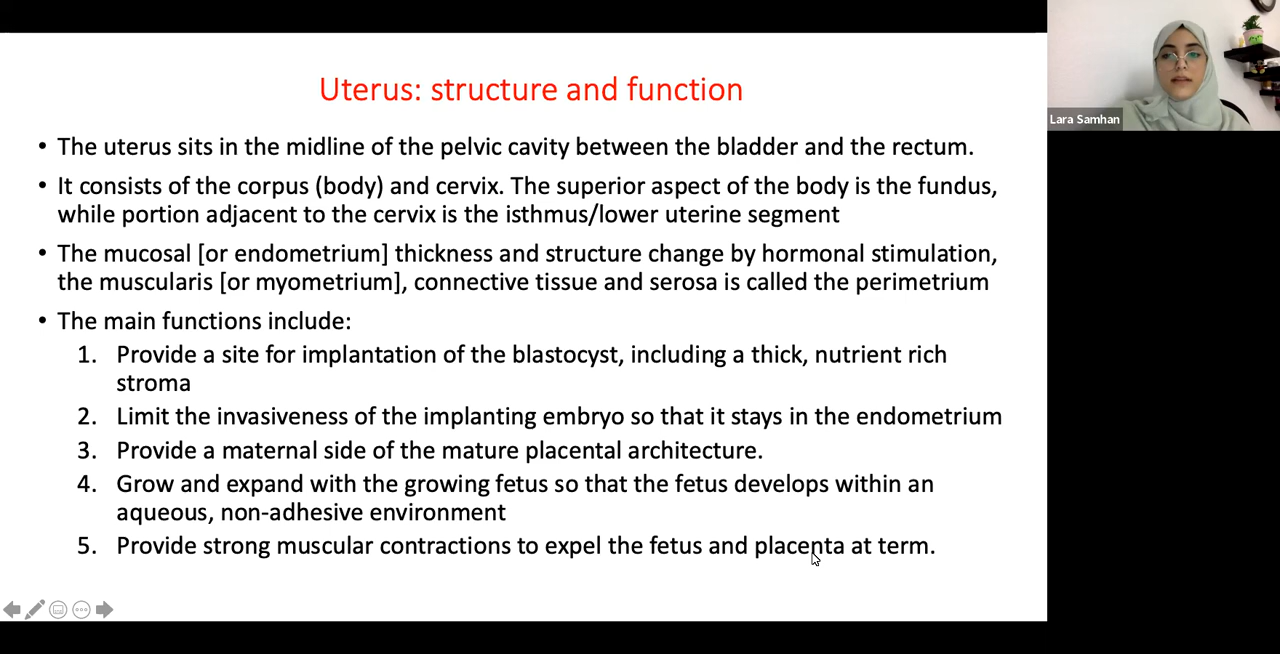 Uterus: structure and function
• The uterus sits in the midline of the pelvic cavity between the bladder and the rectum.
• It consists of the corpus (body) and cervix. The superior aspect of the body is the fundus,
while portion adjacent to the cervix is the isthmus/lower uterine segment
• The mucosal [or endometrium] thickness and structure change by hormonal stimulation,
the muscularis [or myometrium], connective tissue and serosa is called the perimetrium
• The main functions include:
1. Provide a site for implantation of the blastocyst, including a thick, nutrient rich
stroma
2. Limit the invasiveness of the implanting embryo so that it stays in the endometrium
3. Provide a maternal side of the mature placental architecture.
4. Grow and expand with the growing fetus so that the fetus develops within an
aqueous, non-adhesive environment
5. Provide strong muscular contractions to expel the fetus and placenta at term.
Lara Samhan